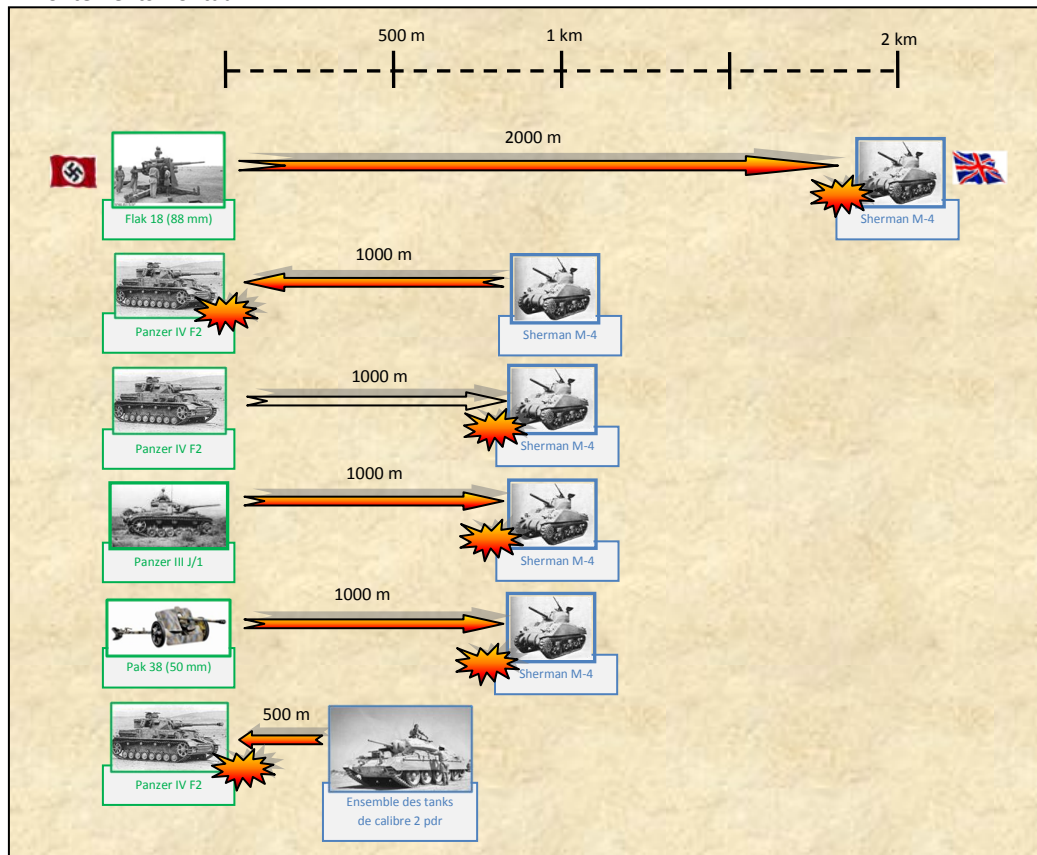 500 m 1 km 2 km
2000 m
Flak 18 (88 mm) Sherman M-4
1000 m
Panzer IV F2 Sherman M-4
1000 m
Panzer IV F2 Sherman M-4
1000 m
Panzer III J/1 Sherman M-4
1000 m
Pak 38 (50 mm) Sherman M-4
500 m
Panzer IV F2
Ensemble des tanks
de calibre 2 pdr